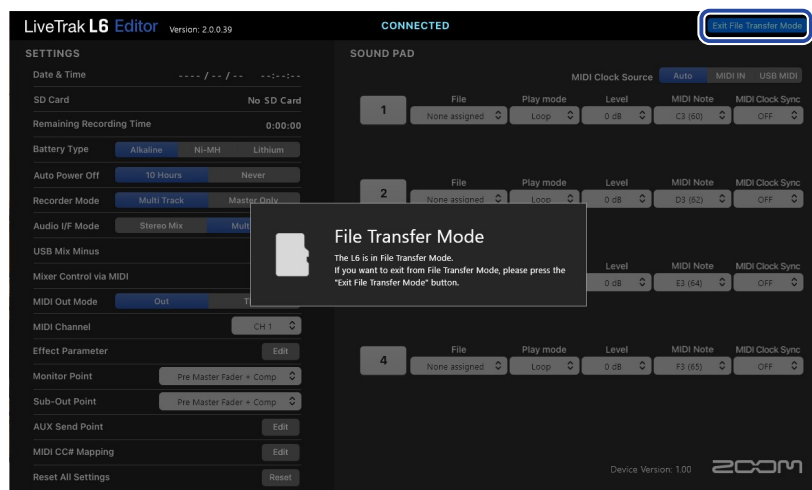 LiveTrak L6 Editor Version: 2.0.0.39 CONNECTED Exit File Transfer Mode
SETTINGS
Date & Time ---- / -- / -- --:--:--
SD Card No SD Card
Remaining Recording Time 0:00:00
Battery Type Alkaline Ni-MH Lithium
Auto Power Off 10 Hours Never
Recorder Mode Multi Track Master Only
Audio I/F Mode Stereo Mix Mult
USB Mix Minus
Mixer Control via MIDI
MIDI Out Mode Out T
MIDI Channel CH 1
Effect Parameter Edit
Monitor Point Pre Master Fader + Comp
Sub-Out Point Pre Master Fader + Comp
AUX Send Point Edit
MIDI CC# Mapping Edit
Reset All Settings Reset
SOUND PAD
MIDI Clock Source Auto MIDI IN USB MIDI
File Play mode Level MIDI Note MIDI Clock Sync
1 None assigned Loop 0 dB C3 (60) OFF
File Play mode Level MIDI Note MIDI Clock Sync
2 None assigned Loop 0 dB D3 (62) OFF
Level MIDI Note MIDI Clock Sync
0 dB E3 (64) OFF
File Play mode Level MIDI Note MIDI Clock Sync
4 None assigned Loop 0 dB F3 (65) OFF
File Transfer Mode
The L6 is in File Transfer Mode.
If you want to exit from File Transfer Mode, please press the
"Exit File Transfer Mode" button.
Device Version: 1.00 ZOOM